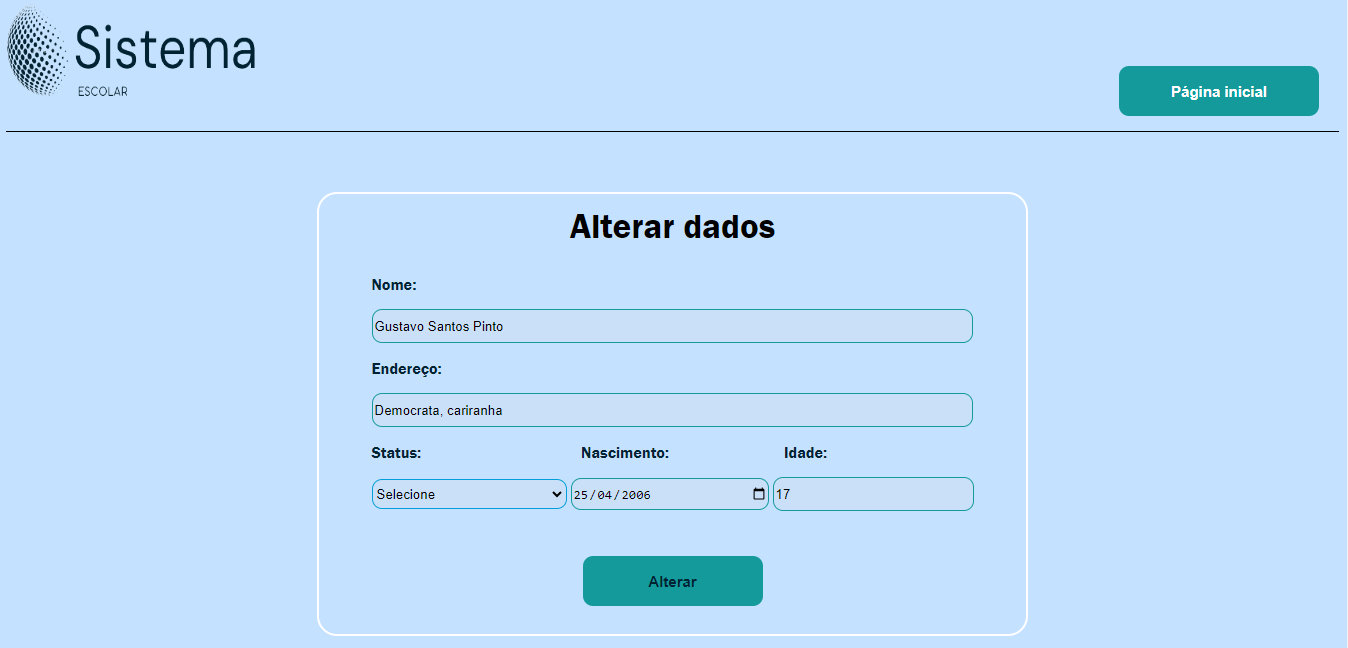 Sistema
ESCOLAR
Página inicial
Alterar dados
Nome:
Gustavo Santos Pinto
Endereço:
Democrata, cariranha
Status: Nascimento: Idade:
Selecione 25/04/2006 17
Alterar